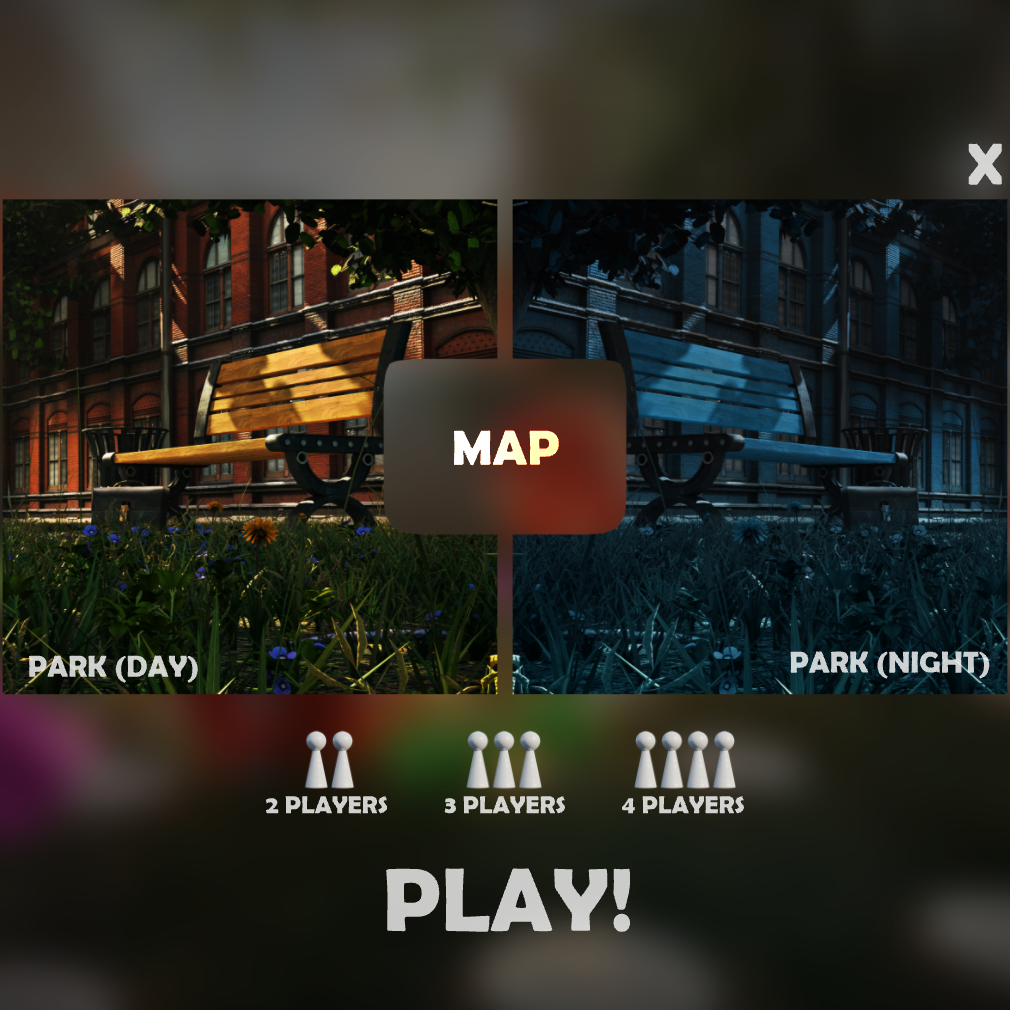 X
MAP
PARK (DAY)
PARK (NIGHT)
2 PLAYERS
3 PLAYERS
4 PLAYERS
PLAY!